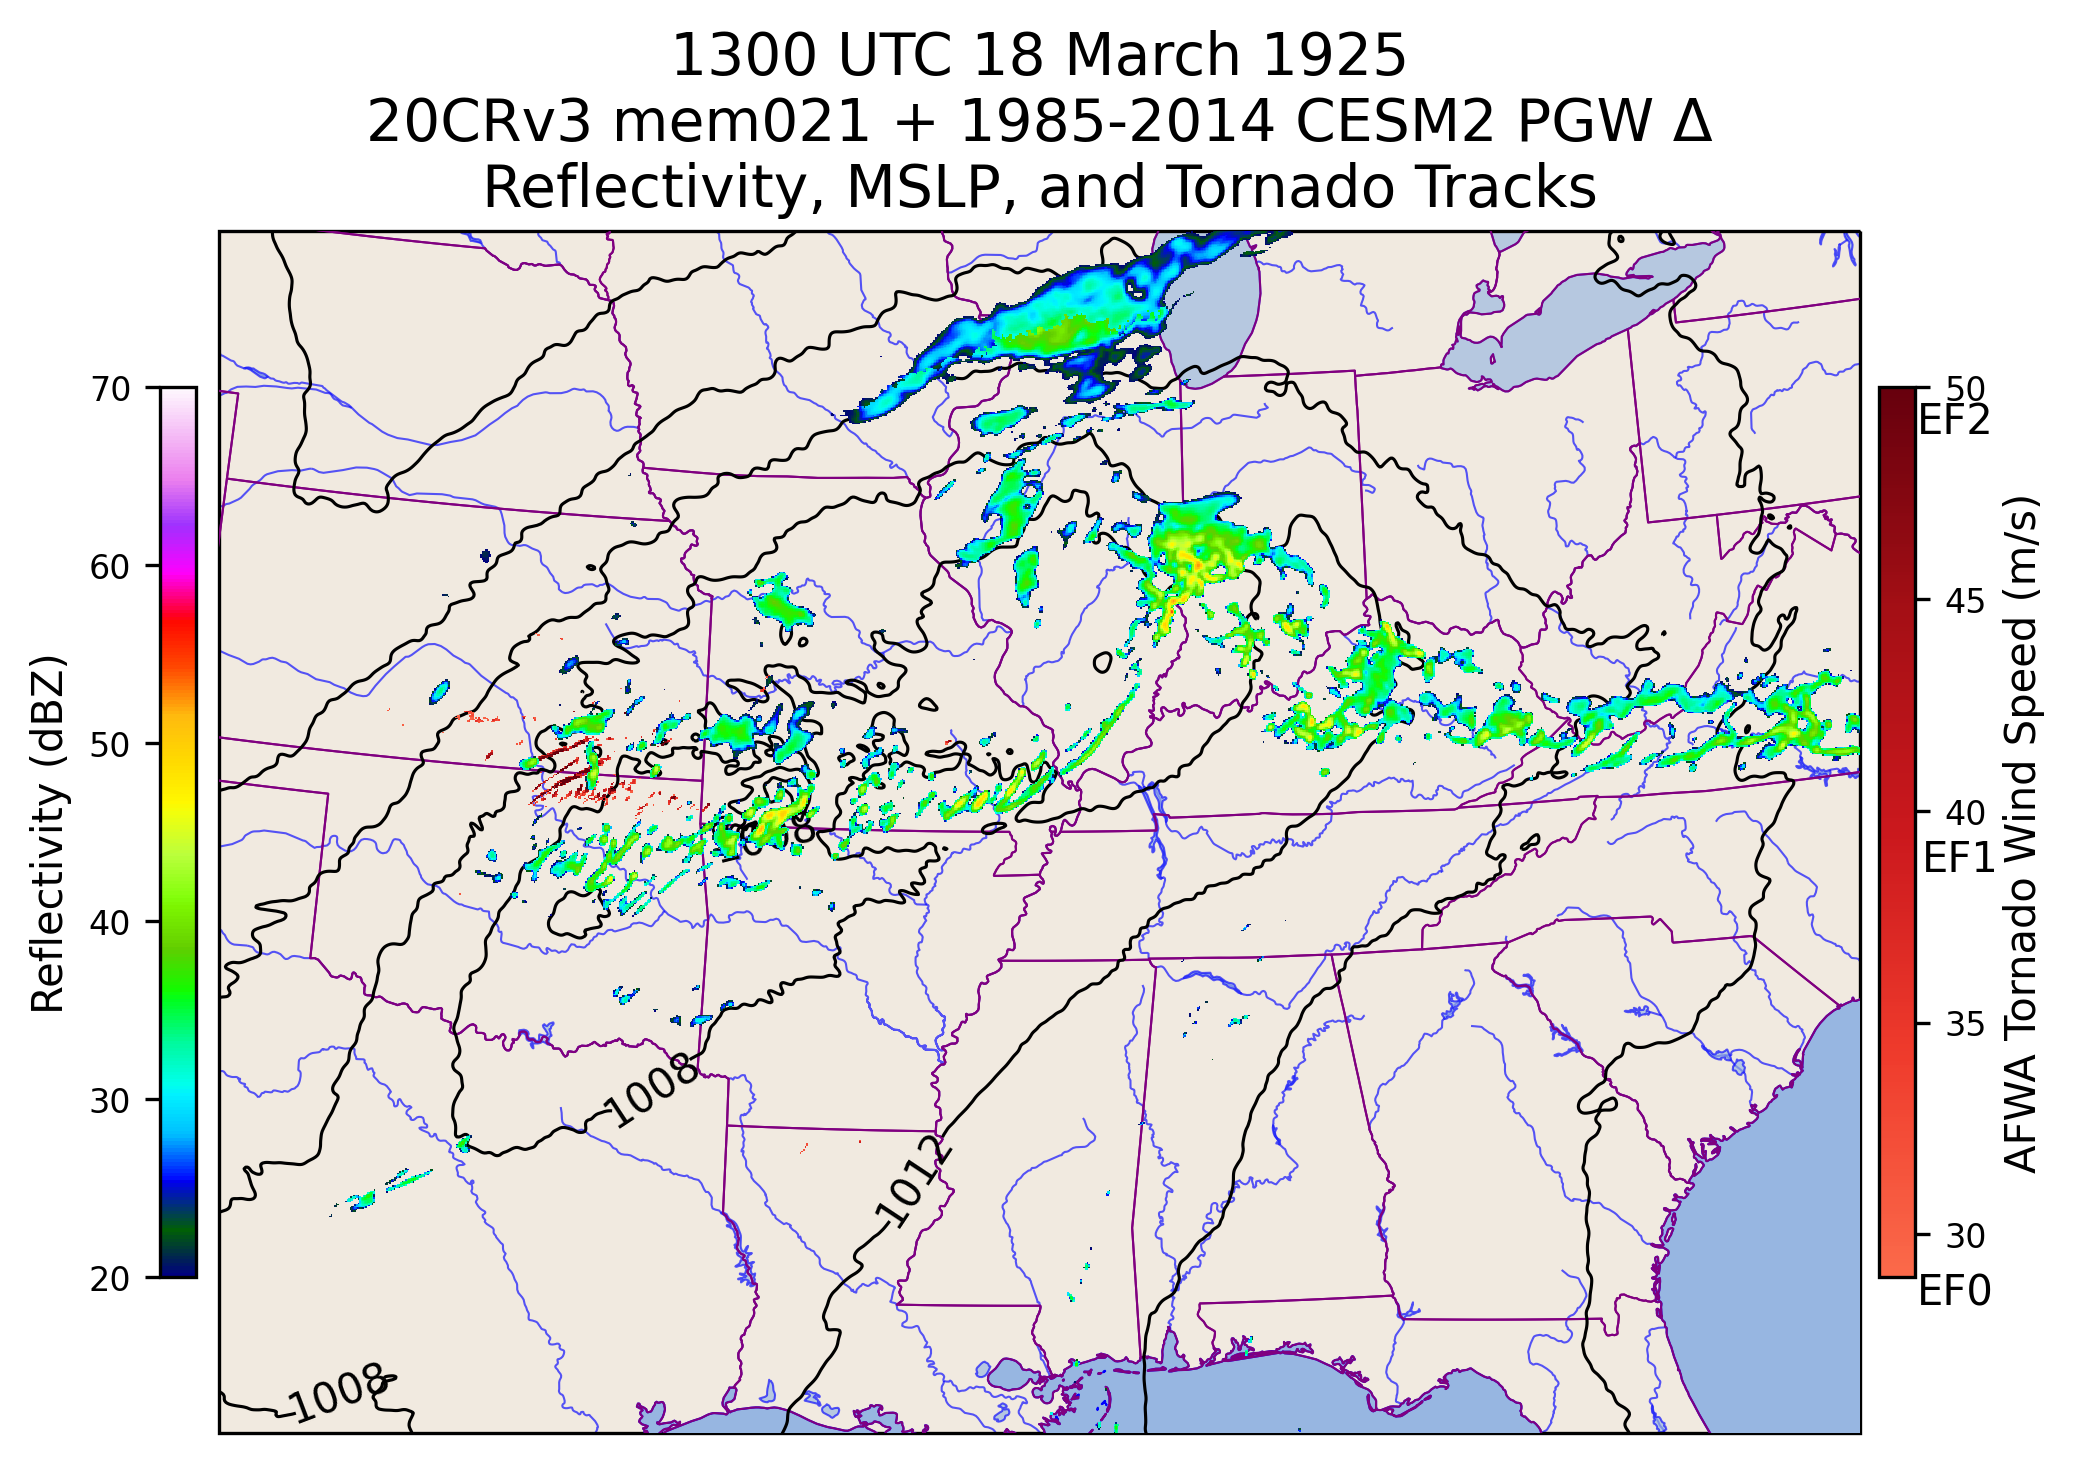 1300 UTC 18 March 1925
20CRv3 mem021 + 1985-2014 CESM2 PGW Δ
Reflectivity, MSLP, and Tornado Tracks
Reflectivity (dBZ)
70
60
50
40
30
20
1008
1008
1012
1008
50
EF2
45
40
EF1
35
30
EF0
AFWA Tornado Wind Speed (m/s)